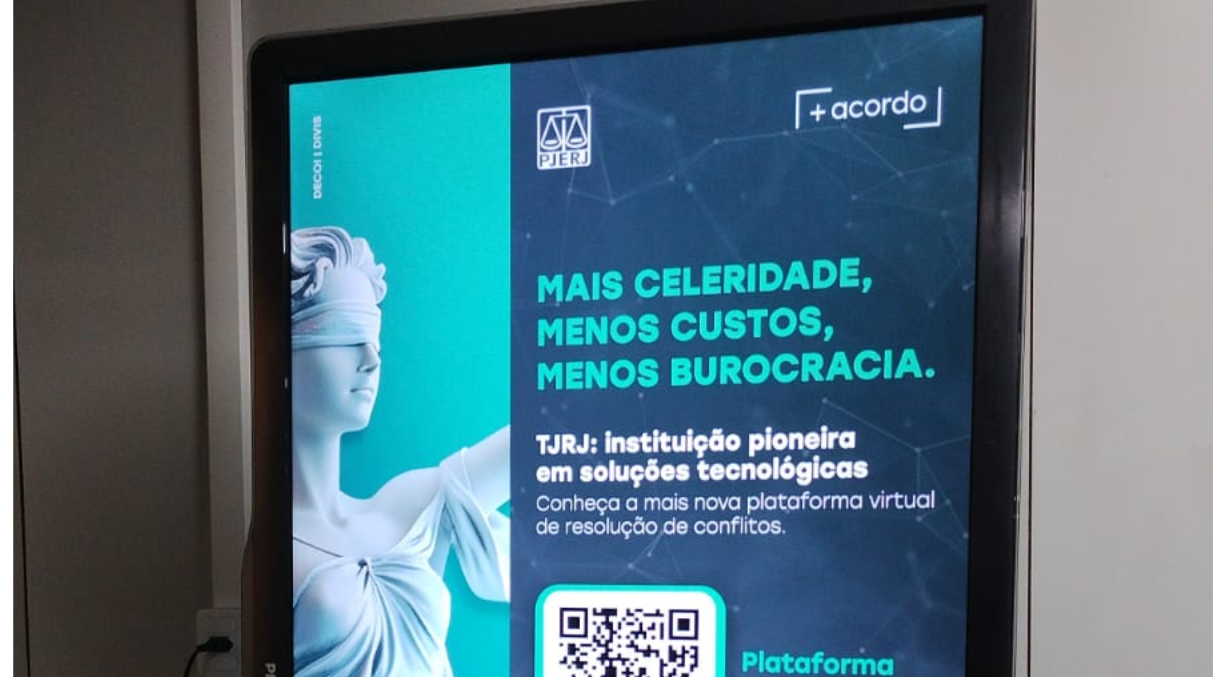 DECOI | DIVIS
PJERJ
+acordo
MAIS CELERIDADE,
MENOS CUSTOS,
MENOS BUROCRACIA.
TJRJ: instituição pioneira
em soluções tecnológicas
Conheça a mais nova plataforma virtual
de resolução de conflitos.
Plataforma